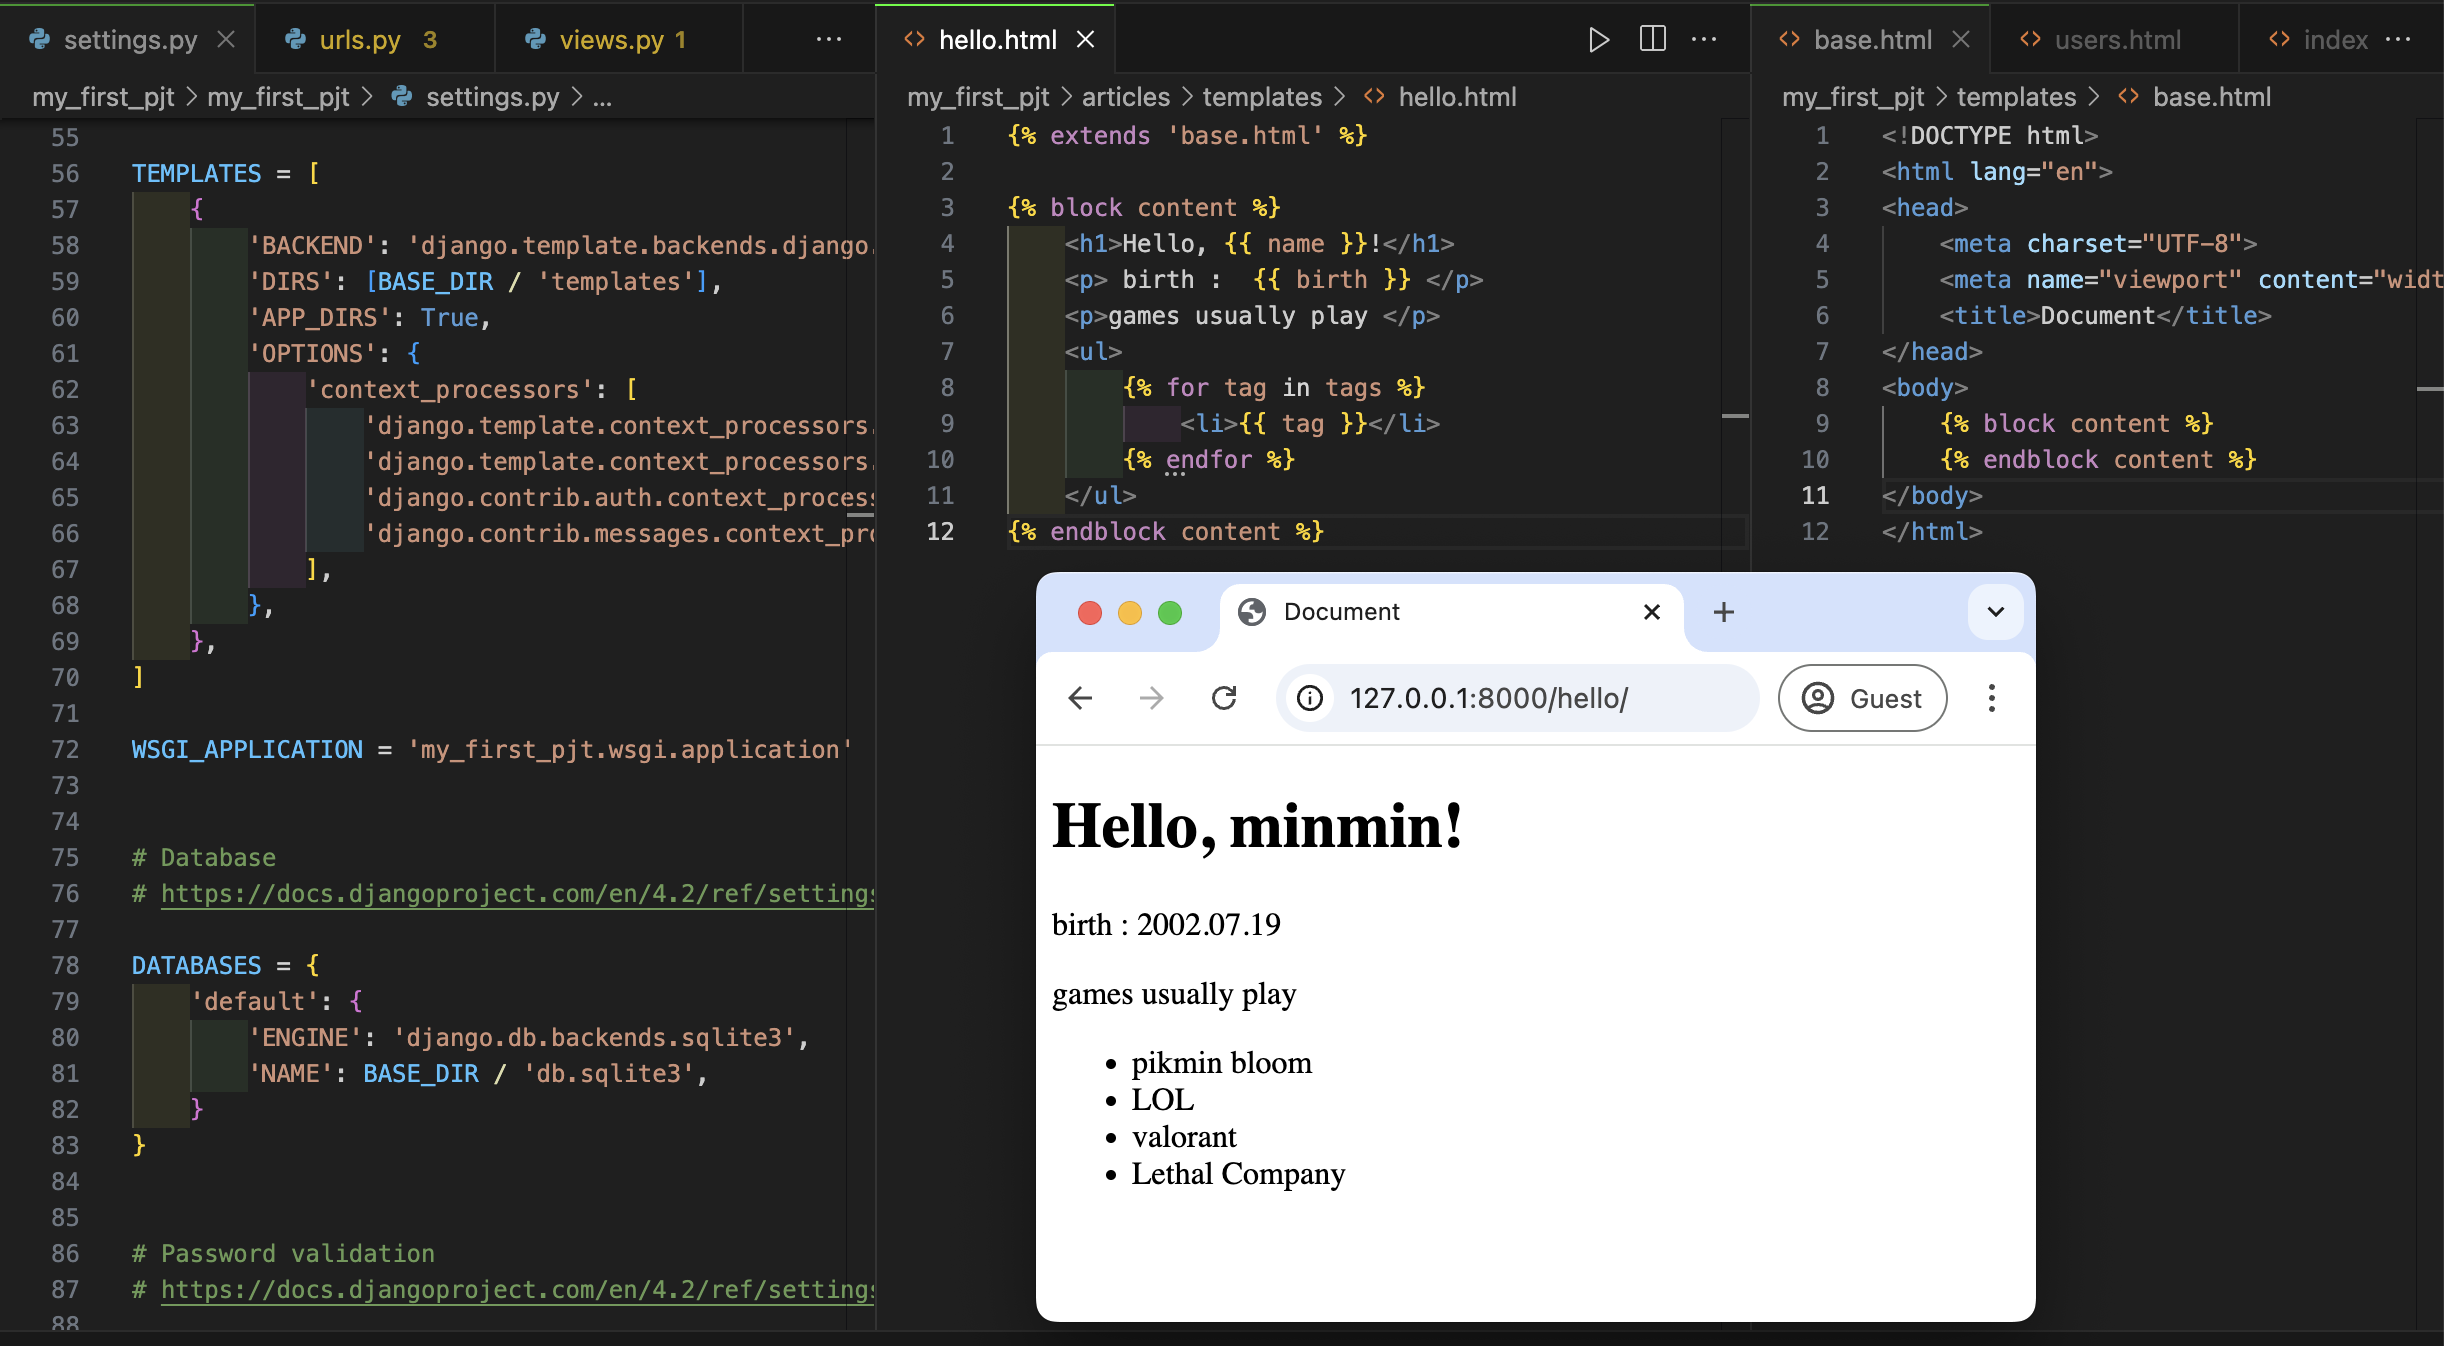 settings.py
urls.py 3
views.py 1
my_first_pjt > my_first_pjt > settings.py > ...
55
56 TEMPLATES = [
57 {
58 'BACKEND': 'django.template.backends.django.
59 'DIRS': [BASE_DIR / 'templates'],
60 'APP_DIRS': True,
61 'OPTIONS': {
62 'context_processors': [
63 'django.template.context_processors.
64 'django.template.context_processors.
65 'django.contrib.auth.context_process
66 'django.contrib.messages.context_pro
67 ],
68 },
69 },
70 ]
71
72 WSGI_APPLICATION = 'my_first_pjt.wsgi.application'
73
74
75 # Database
76 # https://docs.djangoproject.com/en/4.2/ref/settings
77
78 DATABASES = {
79 'default': {
80 'ENGINE': 'django.db.backends.sqlite3',
81 'NAME': BASE_DIR / 'db.sqlite3',
82 }
83 }
84
85
86 # Password validation
87 # https://docs.djangoproject.com/en/4.2/ref/settings
88
hello.html
my_first_pjt > articles > templates > hello.html
1 {% extends 'base.html' %}
2
3 {% block content %}
4 <h1>Hello, {{ name }}!</h1>
5 <p> birth :  {{ birth }} </p>
6 <p>games usually play </p>
7 <ul>
8 {% for tag in tags %}
9 <li>{{ tag }}</li>
10 {% endfor %}
11 </ul>
12 {% endblock content %}
base.html
users.html
index
my_first_pjt > templates > base.html
1 <!DOCTYPE html>
2 <html lang="en">
3 <head>
4 <meta charset="UTF-8">
5 <meta name="viewport" content="widt
6 <title>Document</title>
7 </head>
8 <body>
9 {% block content %}
10 {% endblock content %}
11 </body>
12 </html>
Document
127.0.0.1:8000/hello/
Guest
Hello, minmin!
birth : 2002.07.19
games usually play
• pikmin bloom
• LOL
• valorant
• Lethal Company